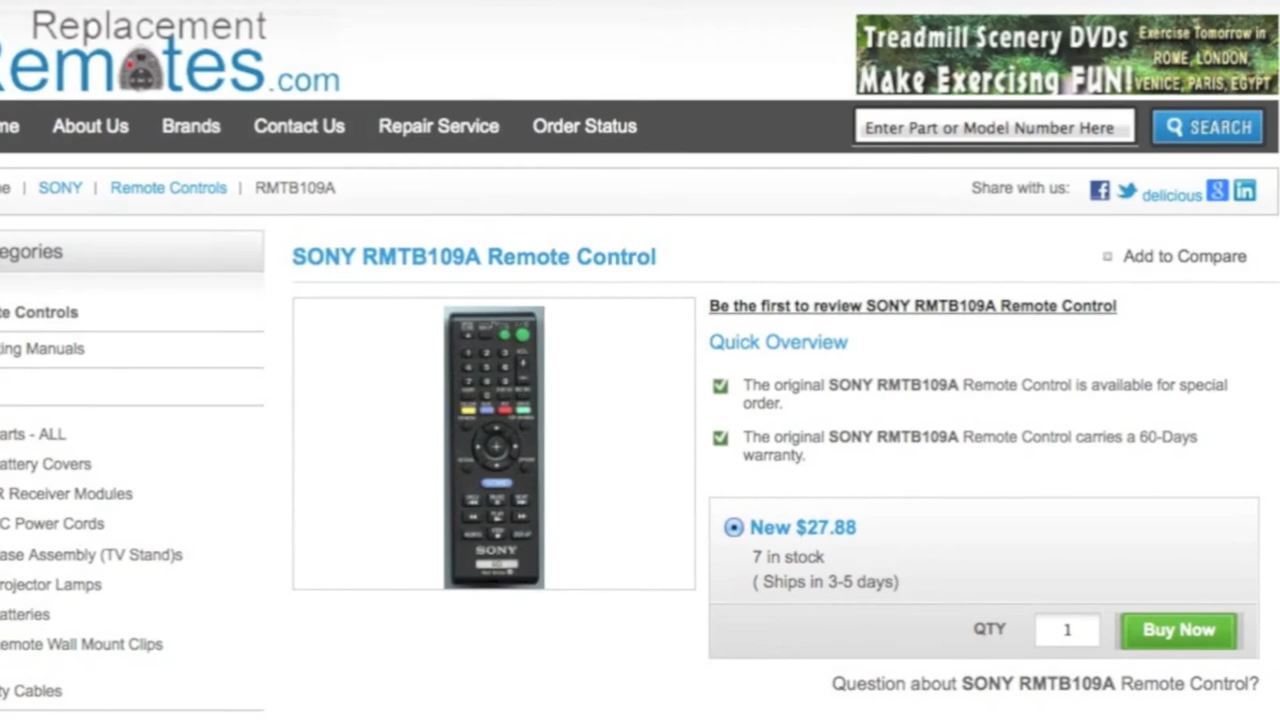 Replacement
emotes.com
Treadmill Scenery DVDs
Make Exercisng FUN!
Exercise Tomorrow in
ROME, LONDON,
VENICE, PARIS, EGYPT
me About Us Brands Contact Us Repair Service Order Status
Enter Part or Model Number Here SEARCH
e | SONY | Remote Controls | RMTB109A
Share with us: delicious
egories
SONY RMTB109A Remote Control
Add to Compare
te Controls
ing Manuals
arts - ALL
attery Covers
R Receiver Modules
C Power Cords
ase Assembly (TV Stand)s
rojector Lamps
atteries
emote Wall Mount Clips
ty Cables
SONY
Be the first to review SONY RMTB109A Remote Control
Quick Overview
The original SONY RMTB109A Remote Control is available for special
order.
The original SONY RMTB109A Remote Control carries a 60-Days
warranty.
New $27.88
7 in stock
( Ships in 3-5 days)
QTY 1 Buy Now
Question about SONY RMTB109A Remote Control?